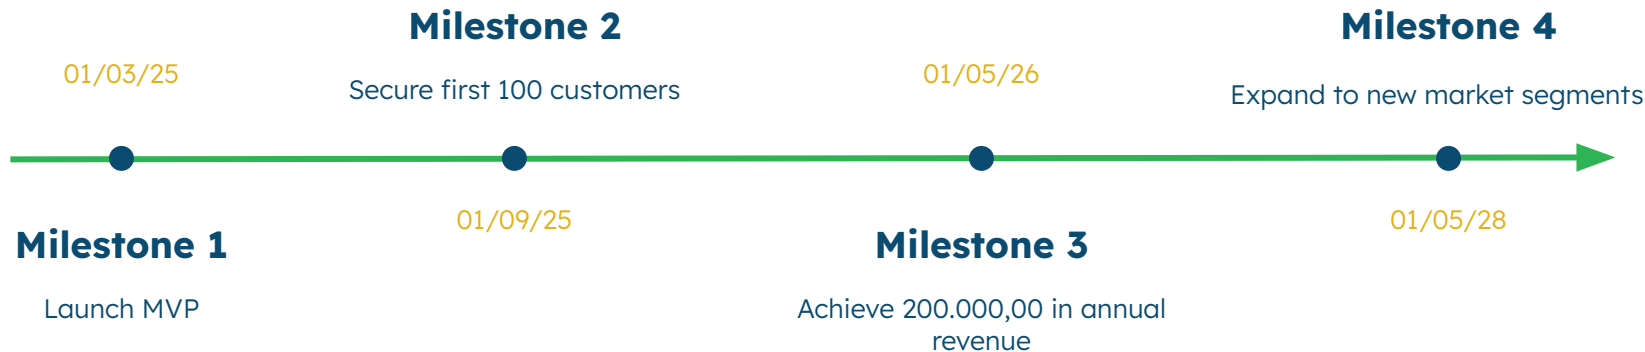 01/03/25
Milestone 1
Launch MVP
Milestone 2
Secure first 100 customers
01/09/25
01/05/26
Milestone 3
Achieve 200.000,00 in annual
revenue
Milestone 4
Expand to new market segments
01/05/28